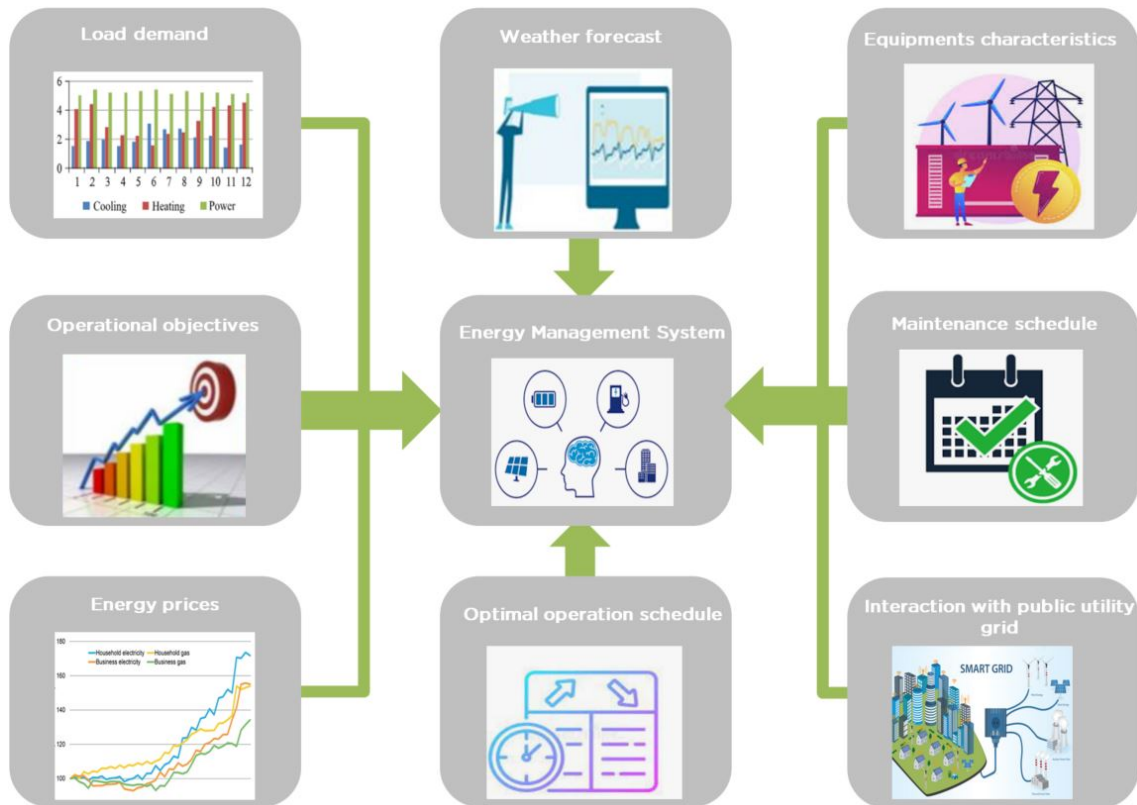 Load demand
6
4
2
0
1 2 3 4 5 6 7 8 9 10 11 12
Cooling Heating Power
Weather forecast
Equipments characteristics
Operational objectives
Energy Management System
Maintenance schedule
Energy prices
180
Household electricity Household gas
Business electricity Business gas
160
140
120
100
Optimal operation schedule
Interaction with public utility
grid
SMART GRID